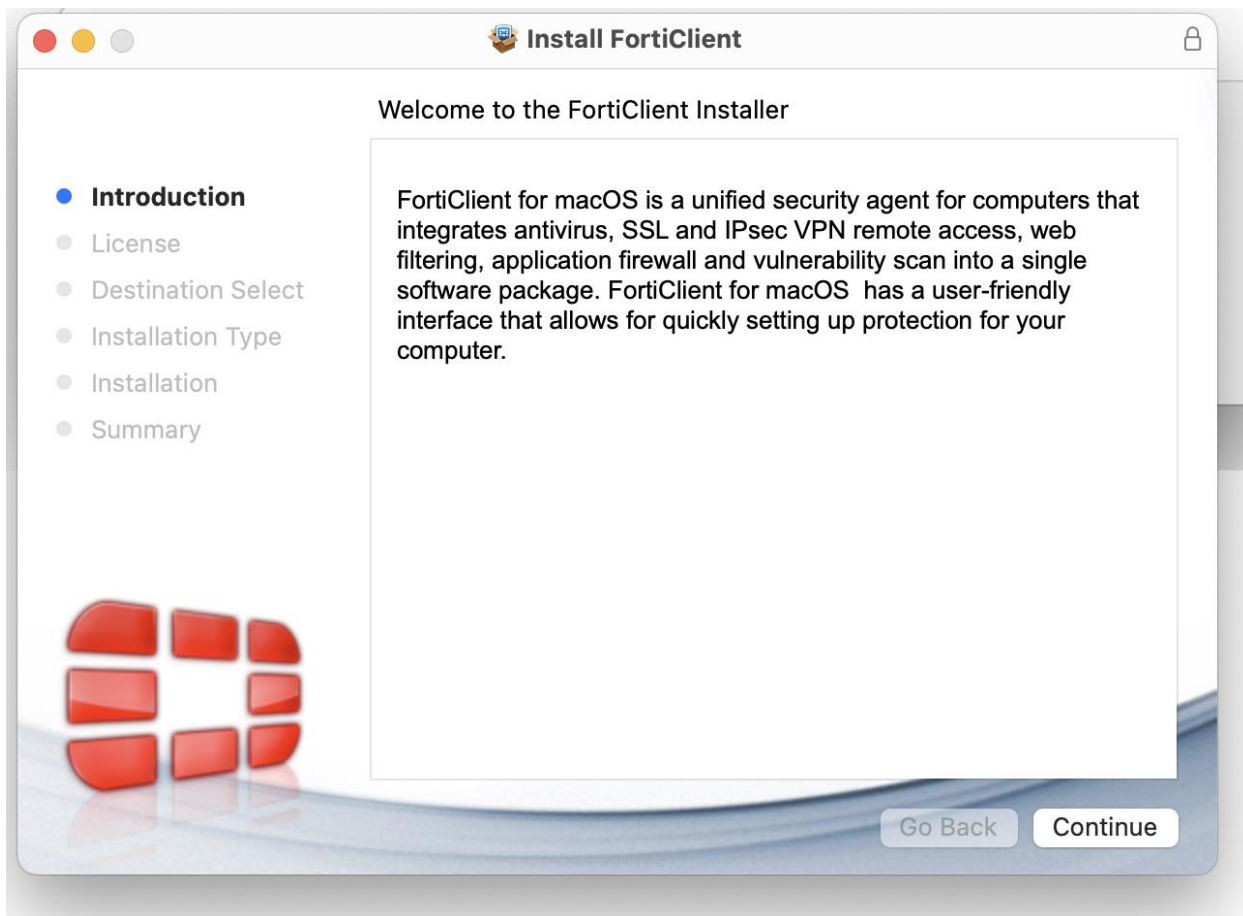 Install FortiClient
Welcome to the FortiClient Installer
Introduction
License
Destination Select
Installation Type
Installation
Summary
FortiClient for macOS is a unified security agent for computers that
integrates antivirus, SSL and IPsec VPN remote access, web
filtering, application firewall and vulnerability scan into a single
software package. FortiClient for macOS  has a user-friendly
interface that allows for quickly setting up protection for your
computer.
Go Back
Continue